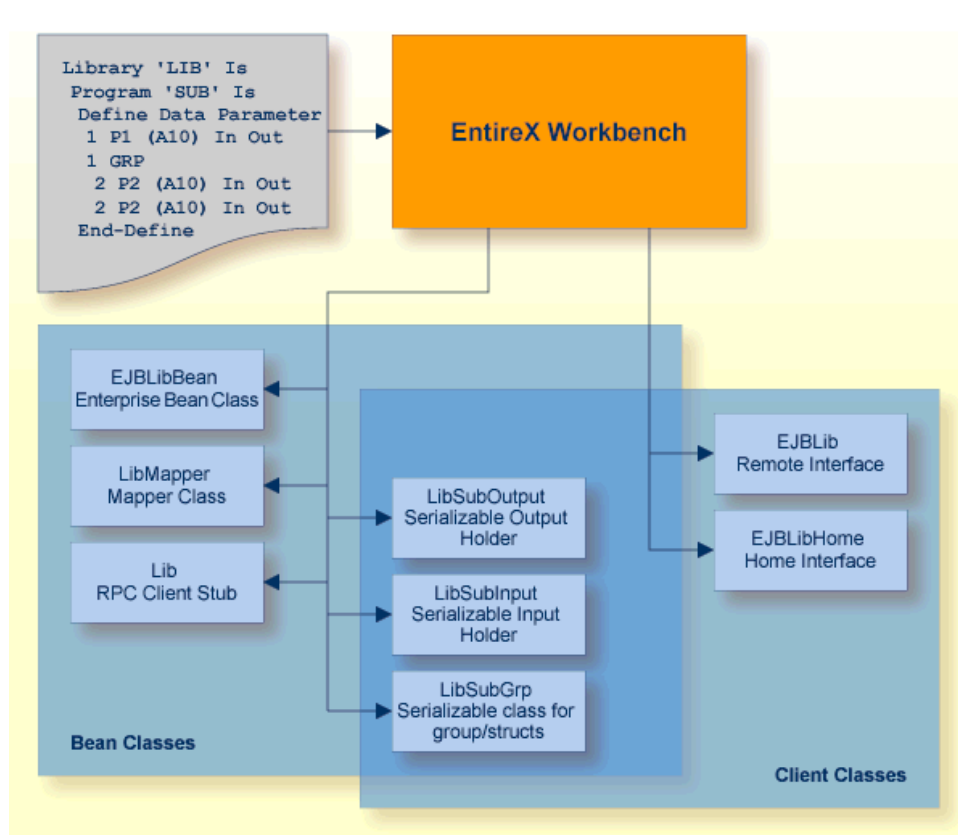 Library 'LIB' Is
Program 'SUB' Is
Define Data Parameter
1 P1 (A10) In Out
1 GRP
2 P2 (A10) In Out
2 P2 (A10) In Out
End-Define
EntireX Workbench
EJBLibBean
Enterprise Bean Class
LibMapper
Mapper Class
Lib
RPC Client Stub
LibSubOutput
Serializable Output
Holder
LibSubInput
Serializable Input
Holder
LibSubGrp
Serializable class for
group/structs
EJBLib
Remote Interface
EJBLibHome
Home Interface
Bean Classes
Client Classes